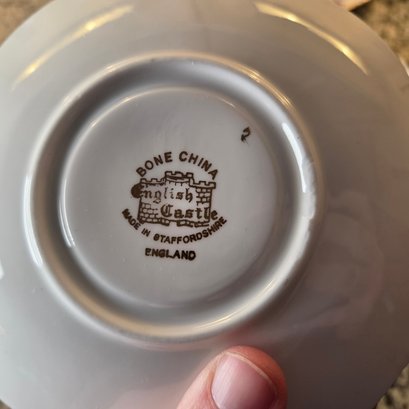 BONE CHINA
English
Castle
MADE IN STAFFORDSHIRE
ENGLAND